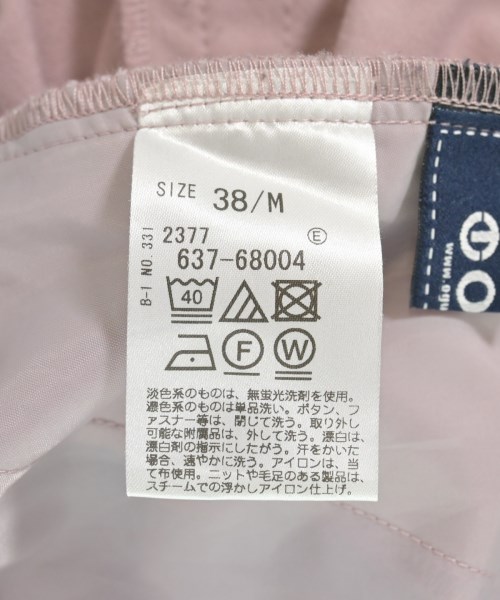 SIZE 38/M
B-I NO.331
2377 E
637-68004
40
F W
淡色系のものは、無蛍光洗剤を使用。
濃色系のものは単品洗い。ボタン、フ
ァスナー等は、閉じて洗う。取り外し
可能な附属品は、外して洗う。漂白は、
漂白剤の指示にしたがう。汗をかいた
場合、速やかに洗う。アイロンは、当
て布使用。ニットや毛足のある製品は、
スチームでの浮かしアイロン仕上げ。